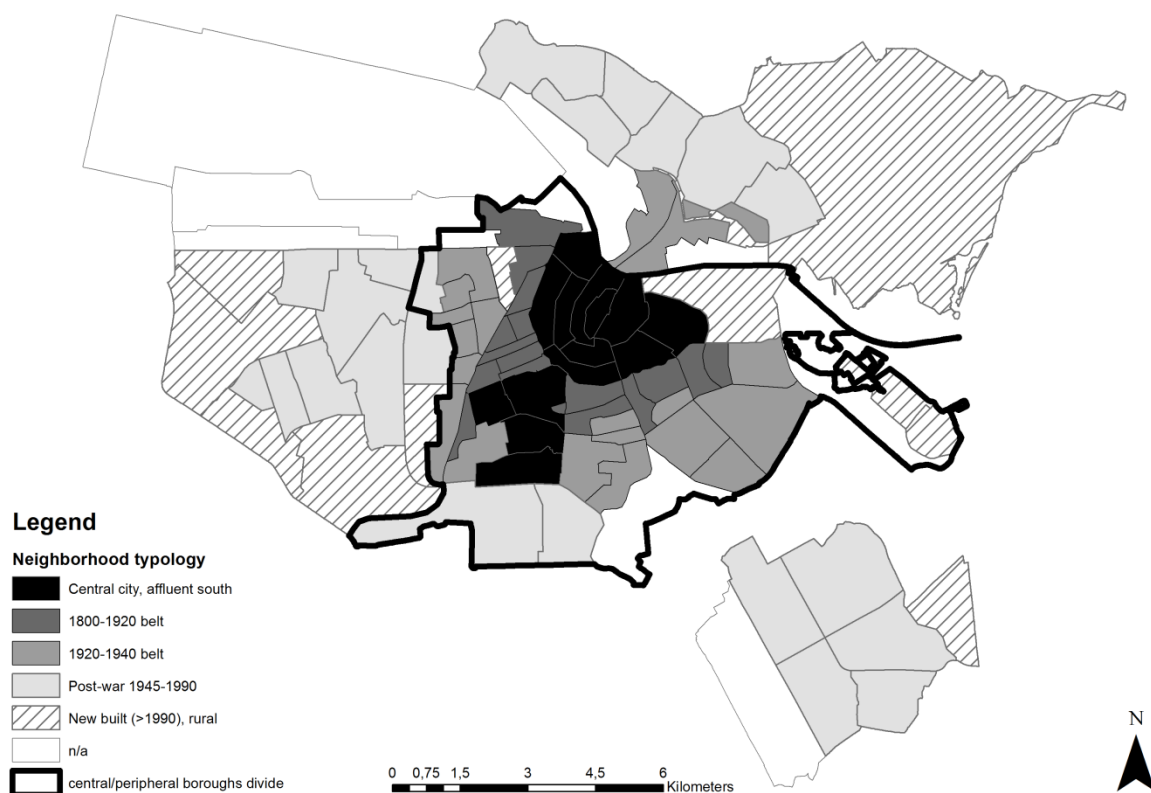 Legend
Neighborhood typology
Central city, affluent south
1800-1920 belt
1920-1940 belt
Post-war 1945-1990
New built (>1990), rural
n/a
central/peripheral boroughs divide
0 0,75 1,5 3 4,5 6
Kilometers
N